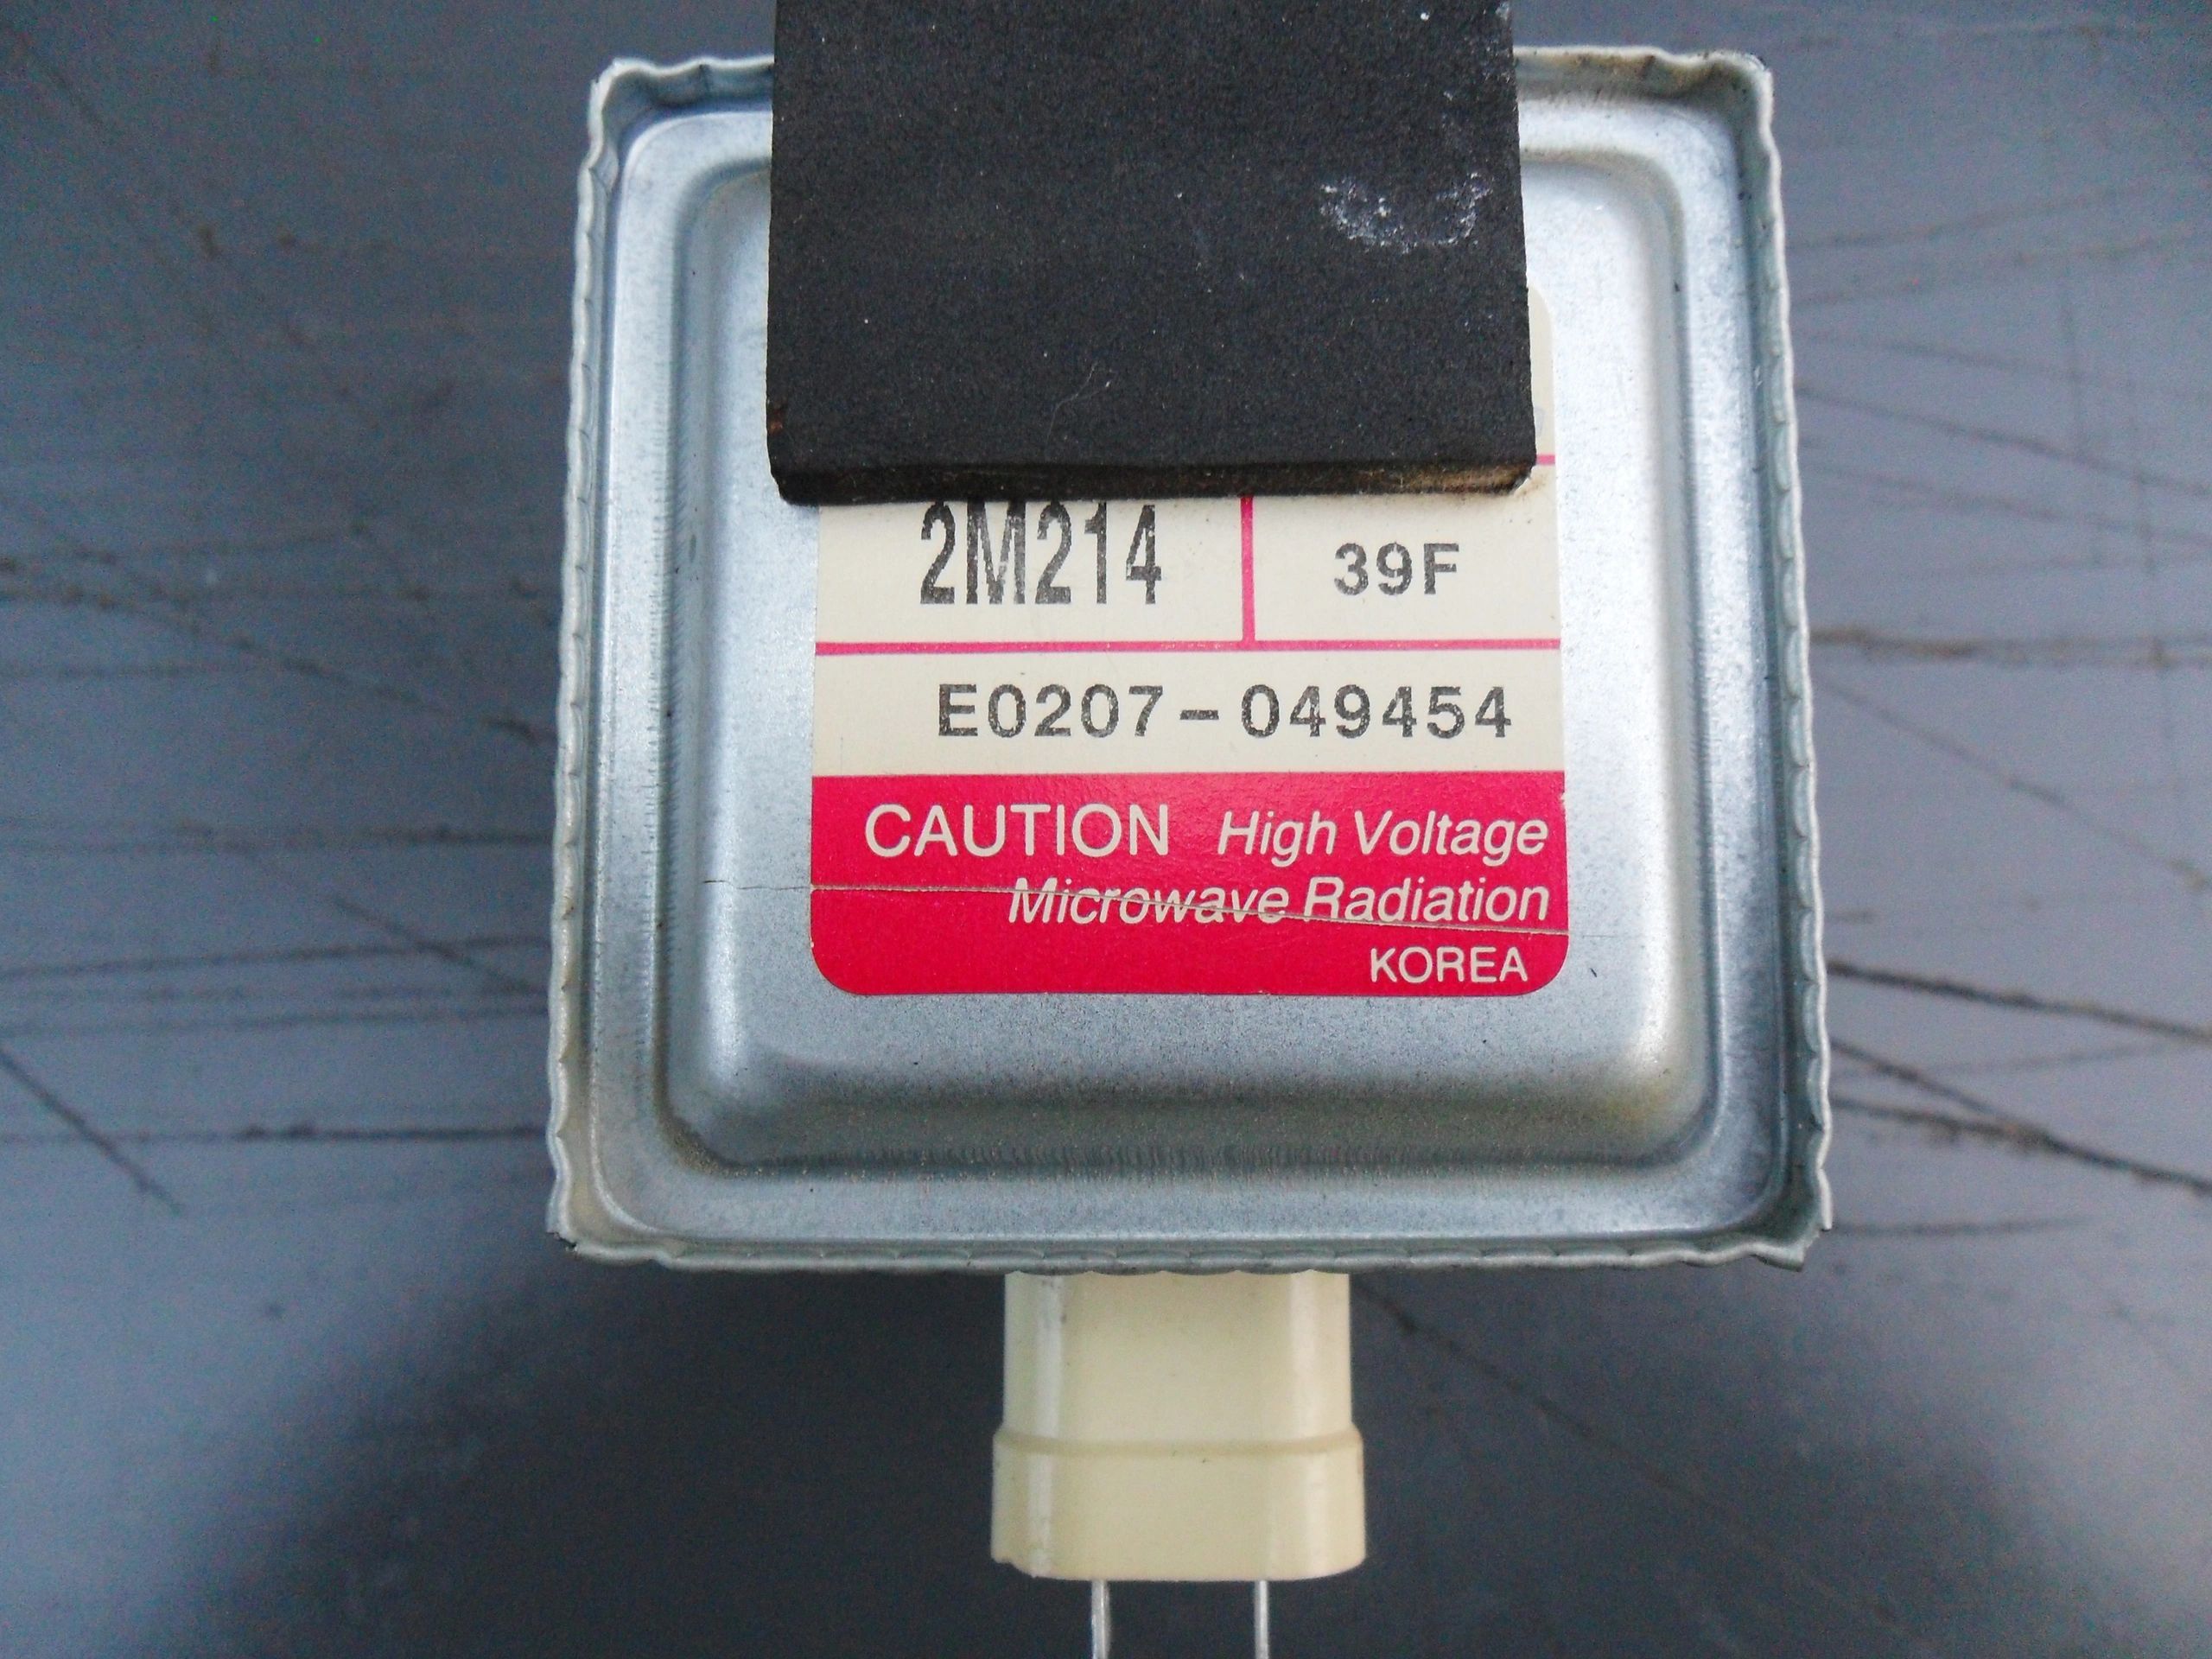 2M214 39F
E0207-049454
CAUTION High Voltage
Microwave Radiation
KOREA